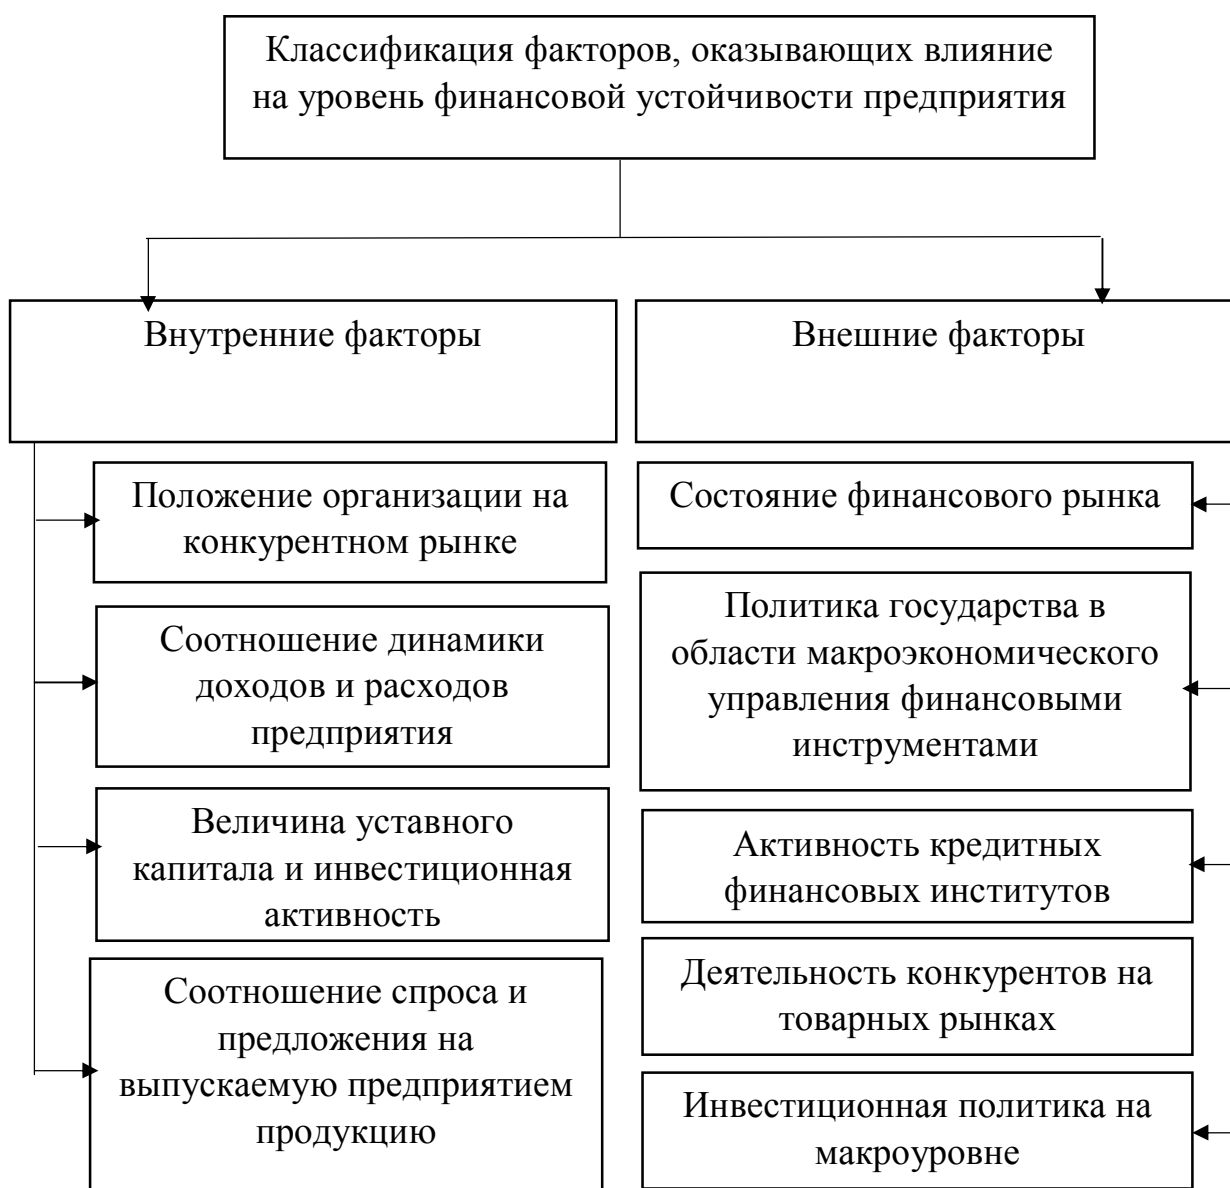 Классификация факторов, оказывающих влияние
на уровень финансовой устойчивости предприятия
Внутренние факторы
Внешние факторы
Положение организации на
конкурентном рынке
Соотношение динамики
доходов и расходов
предприятия
Величина уставного
капитала и инвестиционная
активность
Соотношение спроса и
предложения на
выпускаемую предприятием
продукцию
Состояние финансового рынка
Политика государства в
области макроэкономического
управления финансовыми
инструментами
Активность кредитных
финансовых институтов
Деятельность конкурентов на
товарных рынках
Инвестиционная политика на
макроуровне